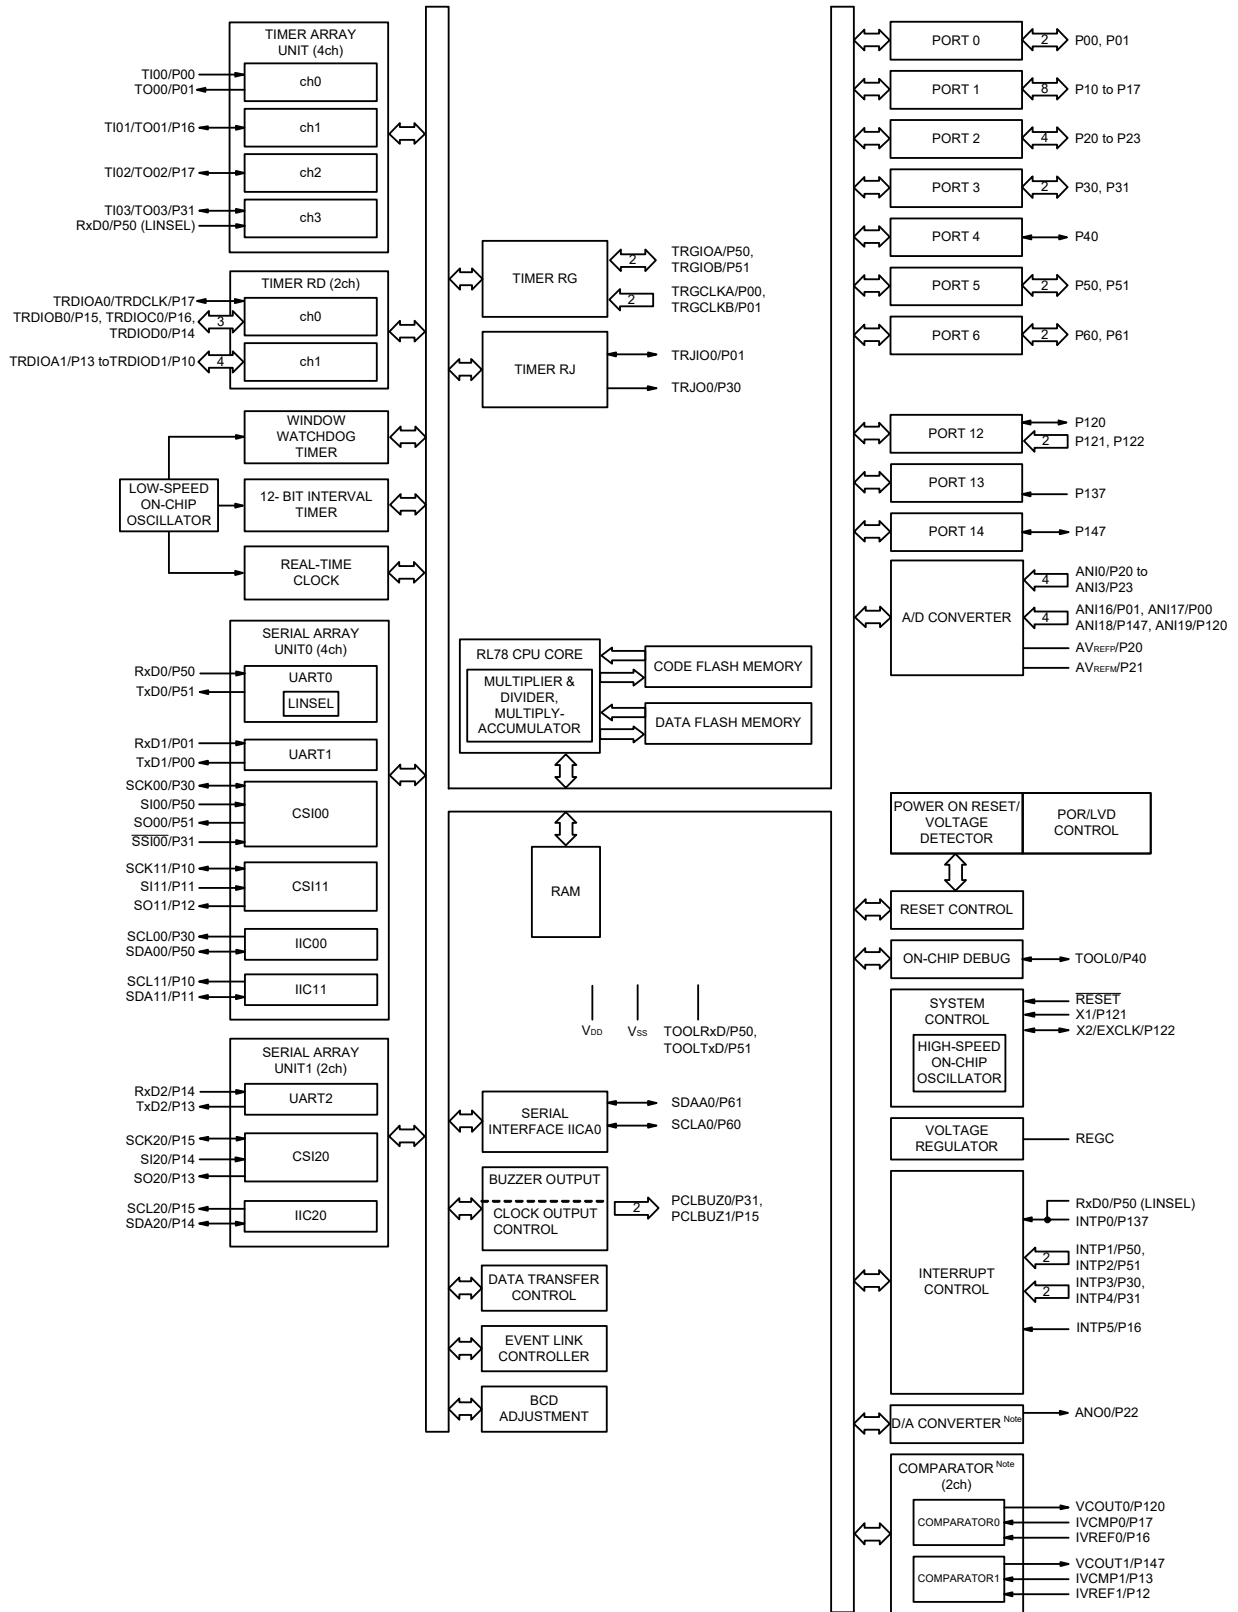 TIMER ARRAY
UNIT (4ch)
TI00/P00
TO00/P01
ch0
TI01/TO01/P16
ch1
TI02/TO02/P17
ch2
TI03/TO03/P31
RxD0/P50 (LINSEL)
ch3
TIMER RD (2ch)
TRDIOA0/TRDCLK/P17
TRDIOB0/P15, TRDIOC0/P16,
TRDIOD0/P14
3
ch0
TRDIOA1/P13 toTRDIOD1/P10
4
ch1
WINDOW
WATCHDOG
TIMER
LOW-SPEED
ON-CHIP
OSCILLATOR
12- BIT INTERVAL
TIMER
REAL-TIME
CLOCK
SERIAL ARRAY
UNIT0 (4ch)
RxD0/P50
TxD0/P51
UART0
LINSEL
RxD1/P01
TxD1/P00
UART1
SCK00/P30
SI00/P50
SO00/P51
SSI00/P31
CSI00
SCK11/P10
SI11/P11
SO11/P12
CSI11
SCL00/P30
SDA00/P50
IIC00
SCL11/P10
SDA11/P11
IIC11
SERIAL ARRAY
UNIT1 (2ch)
RxD2/P14
TxD2/P13
UART2
SCK20/P15
SI20/P14
SO20/P13
CSI20
SCL20/P15
SDA20/P14
IIC20
TIMER RG
2
TRGIOA/P50,
TRGIOB/P51
2
TRGCLKA/P00,
TRGCLKB/P01
TIMER RJ
TRJIO0/P01
TRJO0/P30
RL78 CPU CORE
MULTIPLIER &
DIVIDER,
MULTIPLY-
ACCUMULATOR
CODE FLASH MEMORY
DATA FLASH MEMORY
RAM
VDD
VSS
TOOLRxD/P50,
TOOLTxD/P51
SERIAL
INTERFACE IICA0
SDAA0/P61
SCLA0/P60
BUZZER OUTPUT
CLOCK OUTPUT
CONTROL
2
PCLBUZ0/P31,
PCLBUZ1/P15
DATA TRANSFER
CONTROL
EVENT LINK
CONTROLLER
BCD
ADJUSTMENT
PORT 0
2
P00, P01
PORT 1
8
P10 to P17
PORT 2
4
P20 to P23
PORT 3
2
P30, P31
PORT 4
P40
PORT 5
2
P50, P51
PORT 6
2
P60, P61
PORT 12
P120
2
P121, P122
PORT 13
P137
PORT 14
P147
A/D CONVERTER
4
ANI0/P20 to
ANI3/P23
4
ANI16/P01, ANI17/P00
ANI18/P147, ANI19/P120
AVREFP/P20
AVREFM/P21
POWER ON RESET/
VOLTAGE
DETECTOR
POR/LVD
CONTROL
RESET CONTROL
ON-CHIP DEBUG
TOOL0/P40
SYSTEM
CONTROL
HIGH-SPEED
ON-CHIP
OSCILLATOR
RESET
X1/P121
X2/EXCLK/P122
VOLTAGE
REGULATOR
REGC
INTERRUPT
CONTROL
RxD0/P50 (LINSEL)
INTP0/P137
2
INTP1/P50,
INTP2/P51
2
INTP3/P30,
INTP4/P31
INTP5/P16
D/A CONVERTER Note
ANO0/P22
COMPARATOR Note
(2ch)
COMPARATOR0
VCOUT0/P120
IVCMP0/P17
IVREF0/P16
COMPARATOR1
VCOUT1/P147
IVCMP1/P13
IVREF1/P12